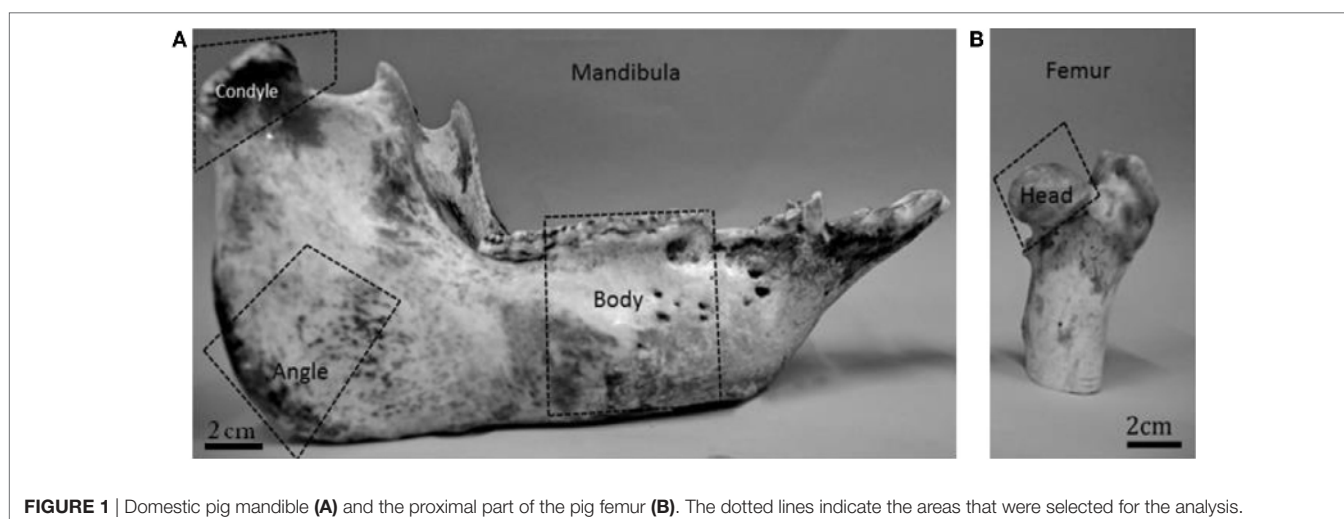 A
Mandibula
Condyle
Body
Angle
2 cm
B
Femur
Head
2cm
FIGURE 1 | Domestic pig mandible (A) and the proximal part of the pig femur (B). The dotted lines indicate the areas that were selected for the analysis.